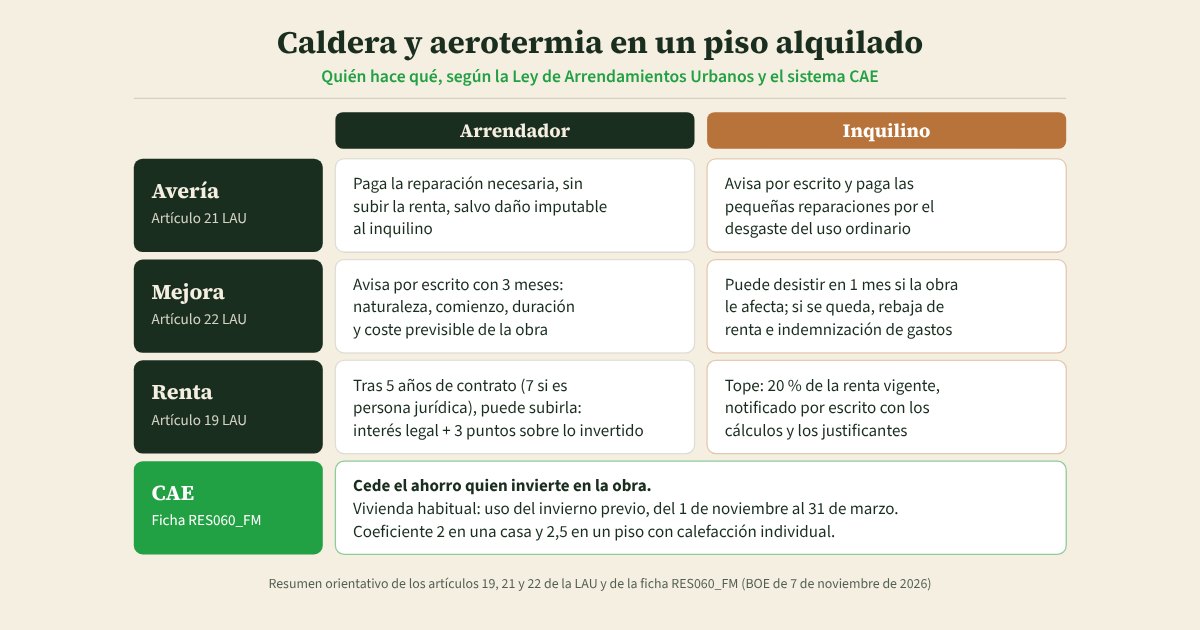 Caldera y aerotermia en un piso alquilado
Quién hace qué, según la Ley de Arrendamientos Urbanos y el sistema CAE
Arrendador
Inquilino
Avería
Artículo 21 LAU
Paga la reparación necesaria, sin
subir la renta, salvo daño imputable
al inquilino
Avisa por escrito y paga las
pequeñas reparaciones por el
desgaste del uso ordinario
Mejora
Artículo 22 LAU
Avisa por escrito con 3 meses:
naturaleza, comienzo, duración
y coste previsible de la obra
Puede desistir en 1 mes si la obra
le afecta; si se queda, rebaja de
renta e indemnización de gastos
Renta
Artículo 19 LAU
Tras 5 años de contrato (7 si es
persona jurídica), puede subirla:
interés legal + 3 puntos sobre lo invertido
Tope: 20 % de la renta vigente,
notificado por escrito con los
cálculos y los justificantes
CAE
Ficha RES060_FM
Cede el ahorro quien invierte en la obra.
Vivienda habitual: uso del invierno previo, del 1 de noviembre al 31 de marzo.
Coeficiente 2 en una casa y 2,5 en un piso con calefacción individual.
Resumen orientativo de los artículos 19, 21 y 22 de la LAU y de la ficha RES060_FM (BOE de 7 de noviembre de 2026)